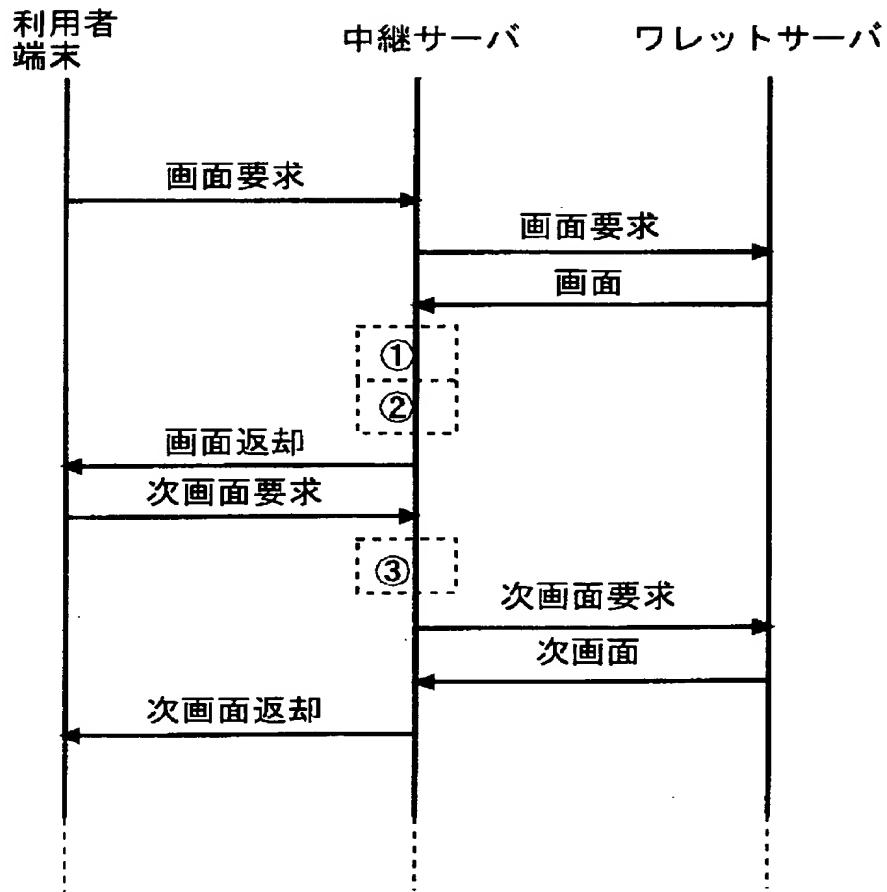 利用者
端末
中継サーバ
ワレットサーバ
画面要求
画面要求
画面
①
②
画面返却
次画面要求
③
次画面要求
次画面
次画面返却